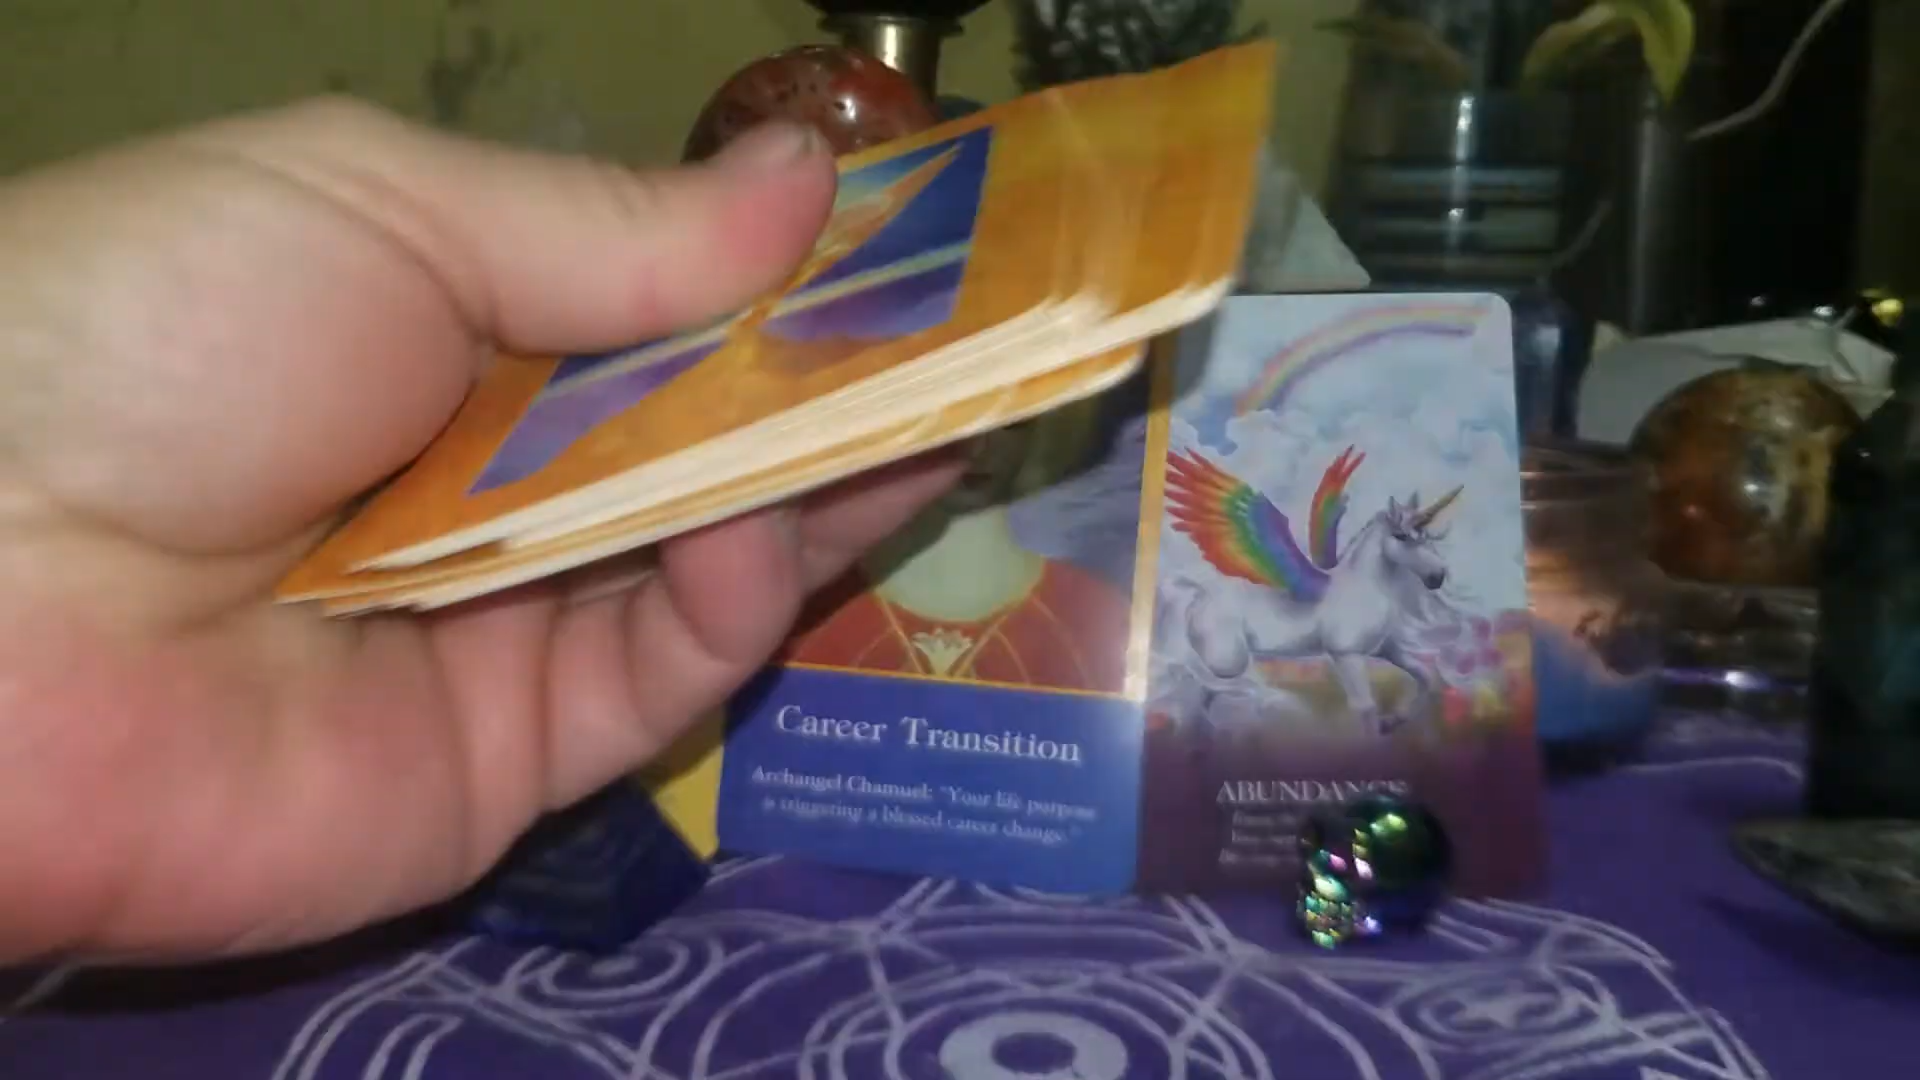 Career Transition
Archangel Chamuel: "Your life purpose
is triggering a blessed career change."
ABUNDANCE